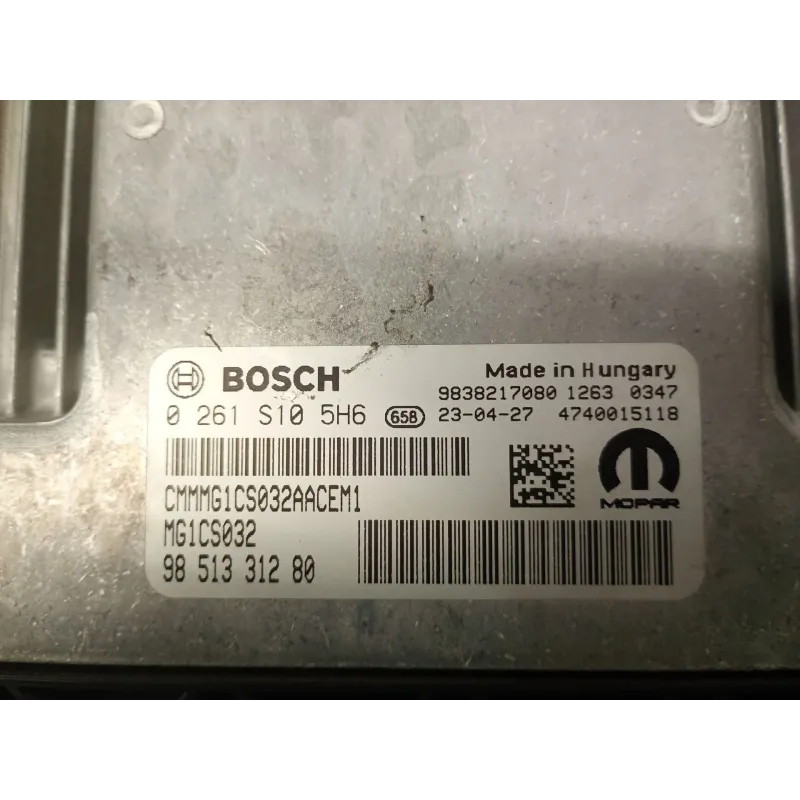 BOSCH
Made in Hungary
9838217080 1263 0347
0 261 S10 5H6 658 23-04-27 4740015118
CMMMG1CS032AACEM1
MOPAR
MG1CS032
98 513 312 80